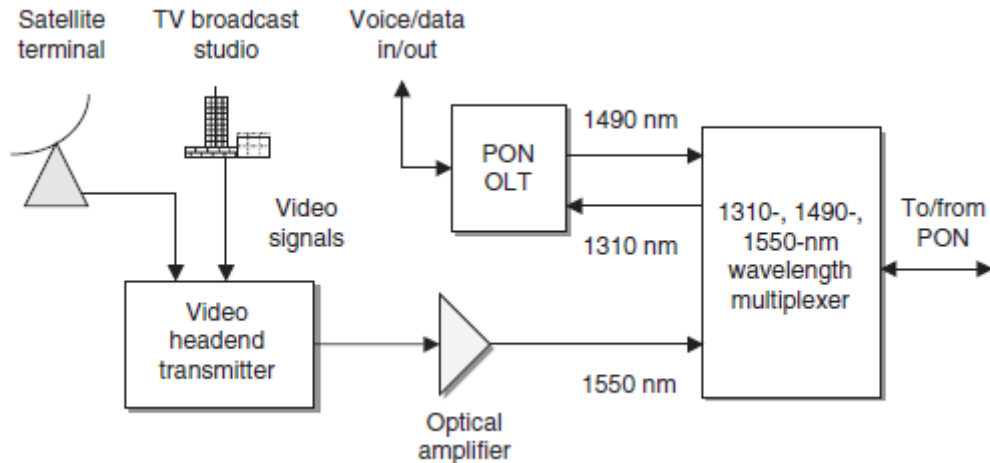 Satellite
terminal
TV broadcast
studio
Voice/data
in/out
1490 nm
PON
OLT
1310 nm
Video
signals
1310-, 1490-,
1550-nm
wavelength
multiplexer
To/from
PON
Video
headend
transmitter
1550 nm
Optical
amplifier